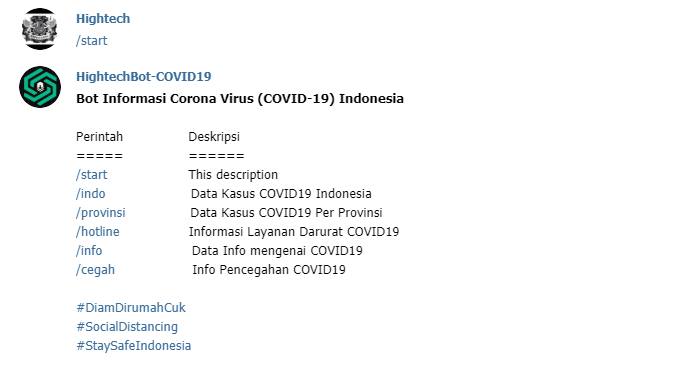 Hightech
/start
HightechBot-COVID19
Bot Informasi Corona Virus (COVID-19) Indonesia
Perintah Deskripsi
===== ======
/start This description
/indo Data Kasus COVID19 Indonesia
/provinsi Data Kasus COVID19 Per Provinsi
/hotline Informasi Layanan Darurat COVID19
/info Data Info mengenai COVID19
/cegah Info Pencegahan COVID19
#DiamDirumahCuk
#SocialDistancing
#StaySafeIndonesia